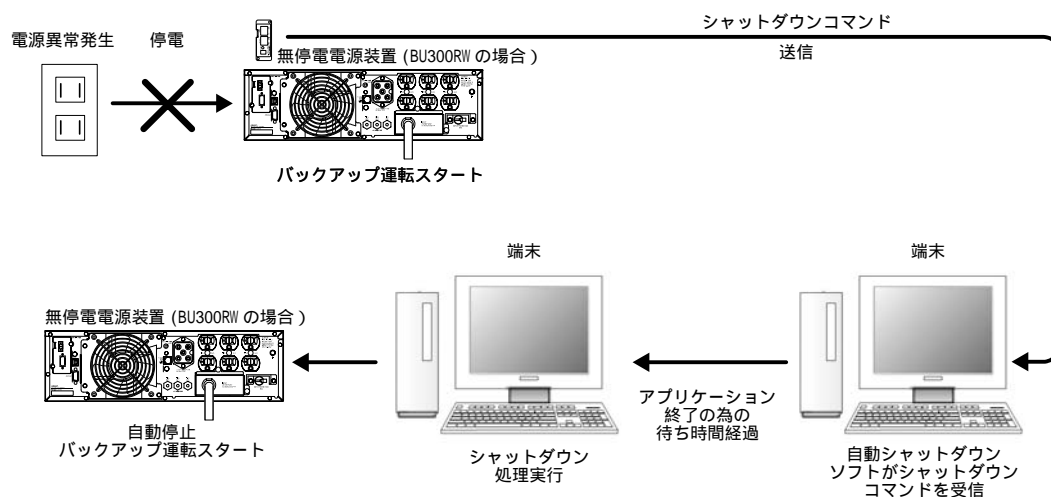 シャットダウンコマンド
送信
電源異常発生
停電
無停電電源装置（BU300RW の場合）
バックアップ運転スタート
端末
端末
無停電電源装置（BU300RW の場合）
自動停止
バックアップ運転スタート
シャットダウン
処理実行
アプリケーション
終了の為の
待ち時間経過
自動シャットダウン
ソフトがシャットダウン
コマンドを受信